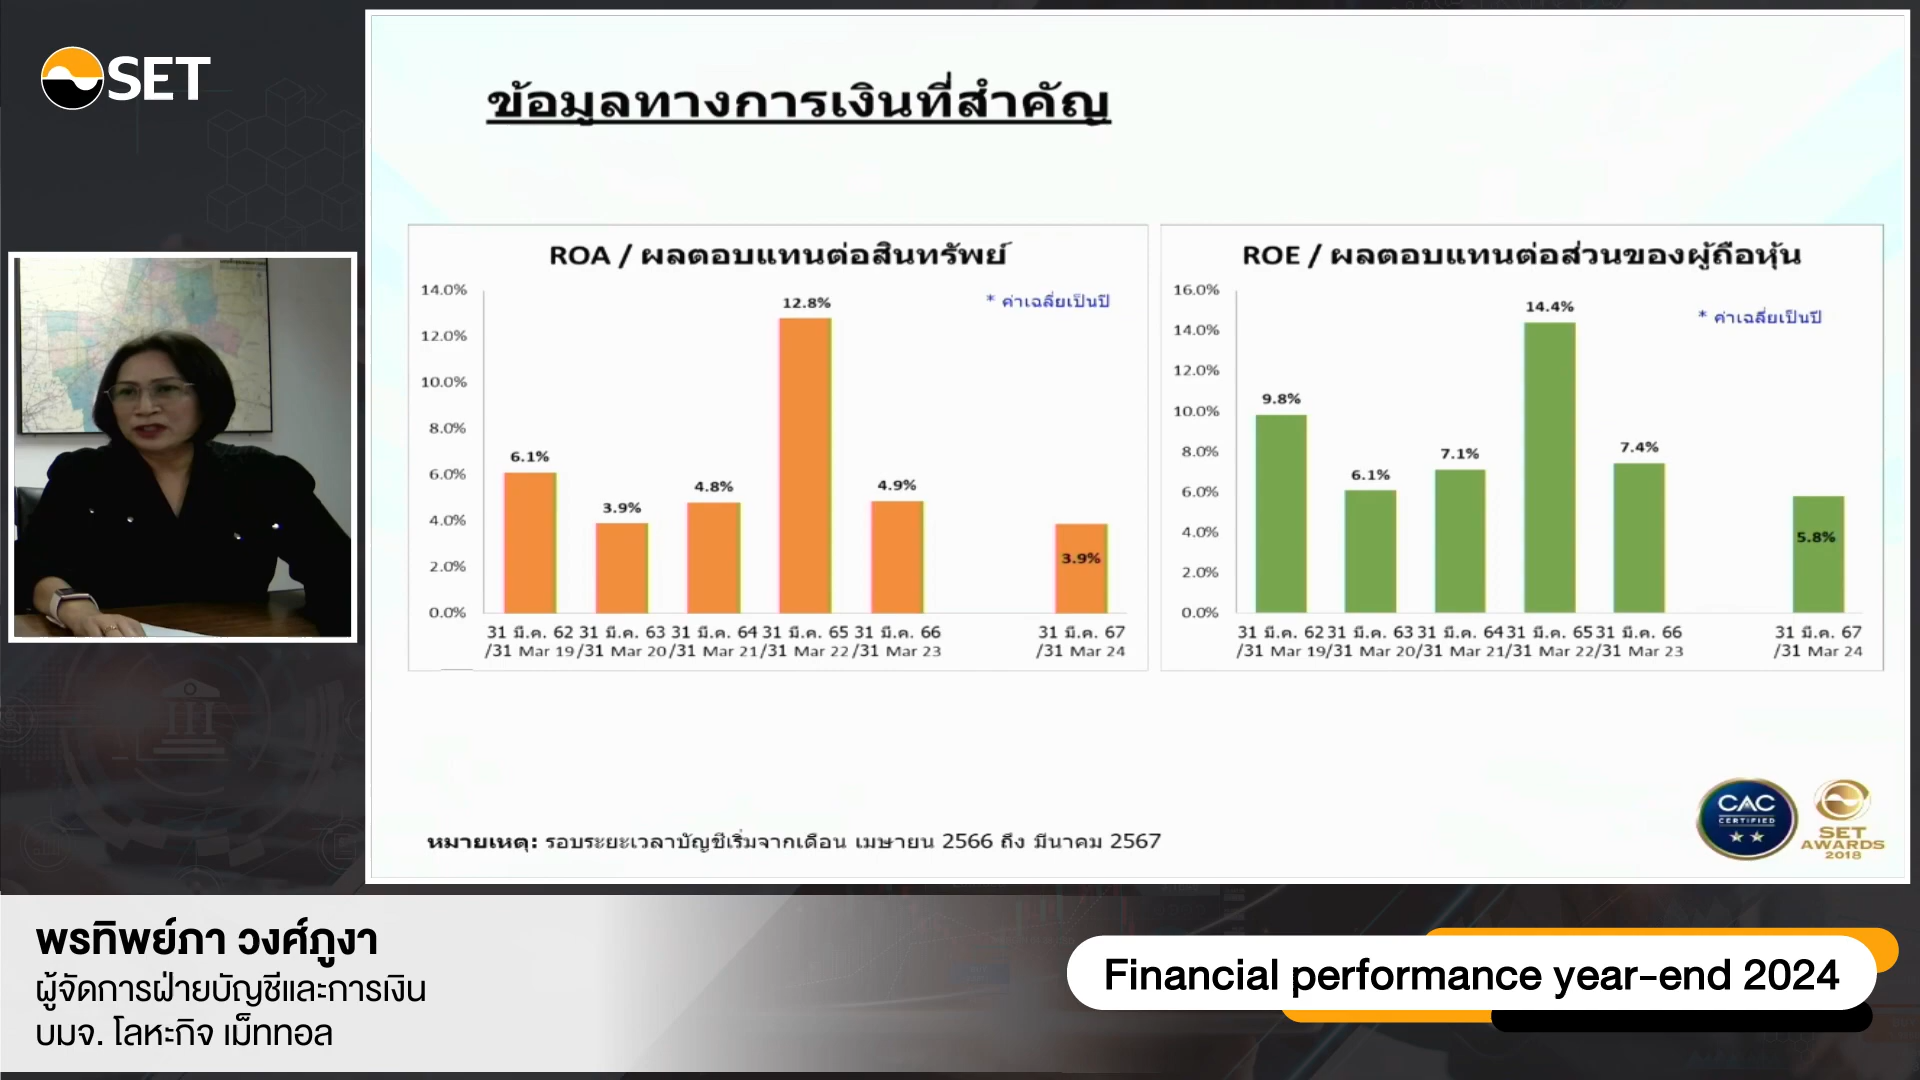 SET
ข้อมูลทางการเงินที่สำคัญ
ROA / ผลตอบแทนต่อสินทรัพย์
* ค่าเฉลี่ยเป็นปี
14.0%
12.0%
10.0%
8.0%
6.0%
4.0%
2.0%
0.0%
6.1%
3.9%
4.8%
12.8%
4.9%
3.9%
31 มี.ค. 62 31 มี.ค. 63 31 มี.ค. 64 31 มี.ค. 65 31 มี.ค. 66 31 มี.ค. 67
/31 Mar 19 /31 Mar 20 /31 Mar 21 /31 Mar 22 /31 Mar 23 /31 Mar 24
ROE / ผลตอบแทนต่อส่วนของผู้ถือหุ้น
* ค่าเฉลี่ยเป็นปี
16.0%
14.0%
12.0%
10.0%
8.0%
6.0%
4.0%
2.0%
0.0%
9.8%
6.1%
7.1%
14.4%
7.4%
5.8%
31 มี.ค. 62 31 มี.ค. 63 31 มี.ค. 64 31 มี.ค. 65 31 มี.ค. 66 31 มี.ค. 67
/31 Mar 19 /31 Mar 20 /31 Mar 21 /31 Mar 22 /31 Mar 23 /31 Mar 24
หมายเหตุ: รอบระยะเวลาบัญชีเริ่มจากเดือน เมษายน 2566 ถึง มีนาคม 2567
CAC
CERTIFIED
SET
AWARDS
2018
พรทิพย์ภา วงศ์ภูงา
ผู้จัดการฝ่ายบัญชีและการเงิน
บมจ. โลหะกิจ เม็ททอล
Financial performance year-end 2024